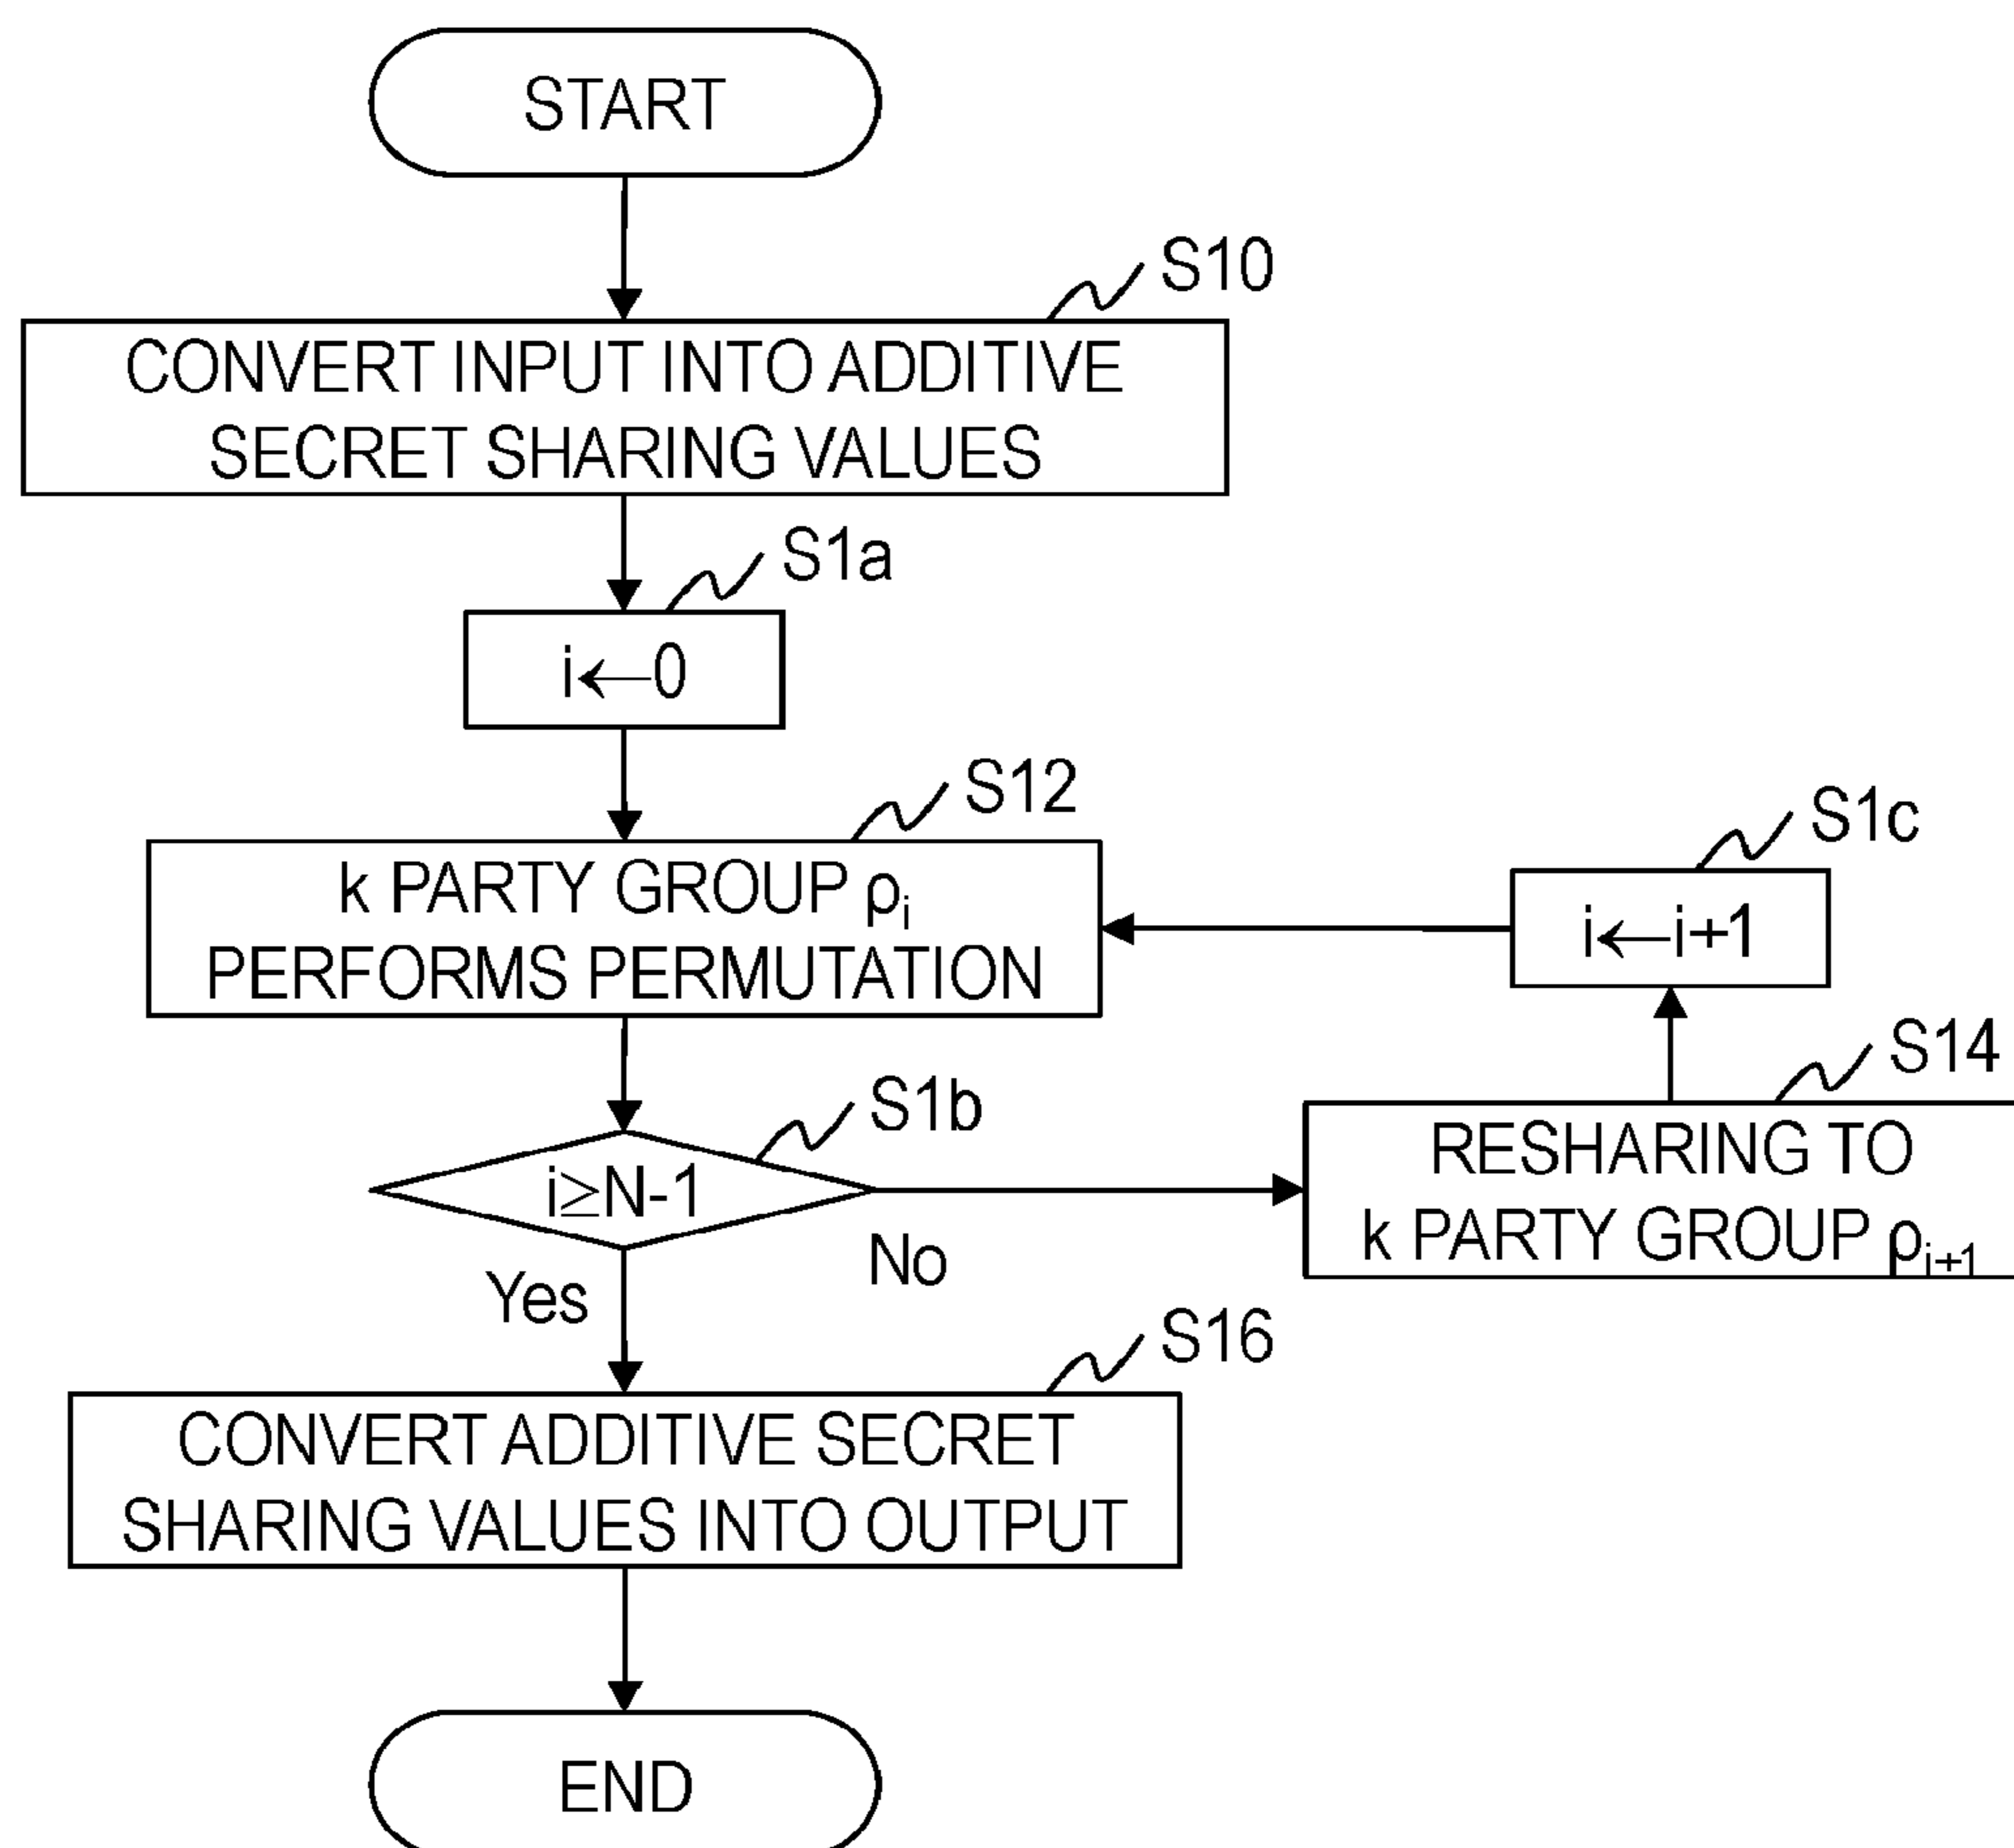 START
S10
CONVERT INPUT INTO ADDITIVE
SECRET SHARING VALUES
S1a
i←0
S12
k PARTY GROUP ρi
PERFORMS PERMUTATION
S1c
i←i+1
S14
RESHARING TO
k PARTY GROUP ρi+1
S1b
i≥N-1
No
Yes
S16
CONVERT ADDITIVE SECRET
SHARING VALUES INTO OUTPUT
END